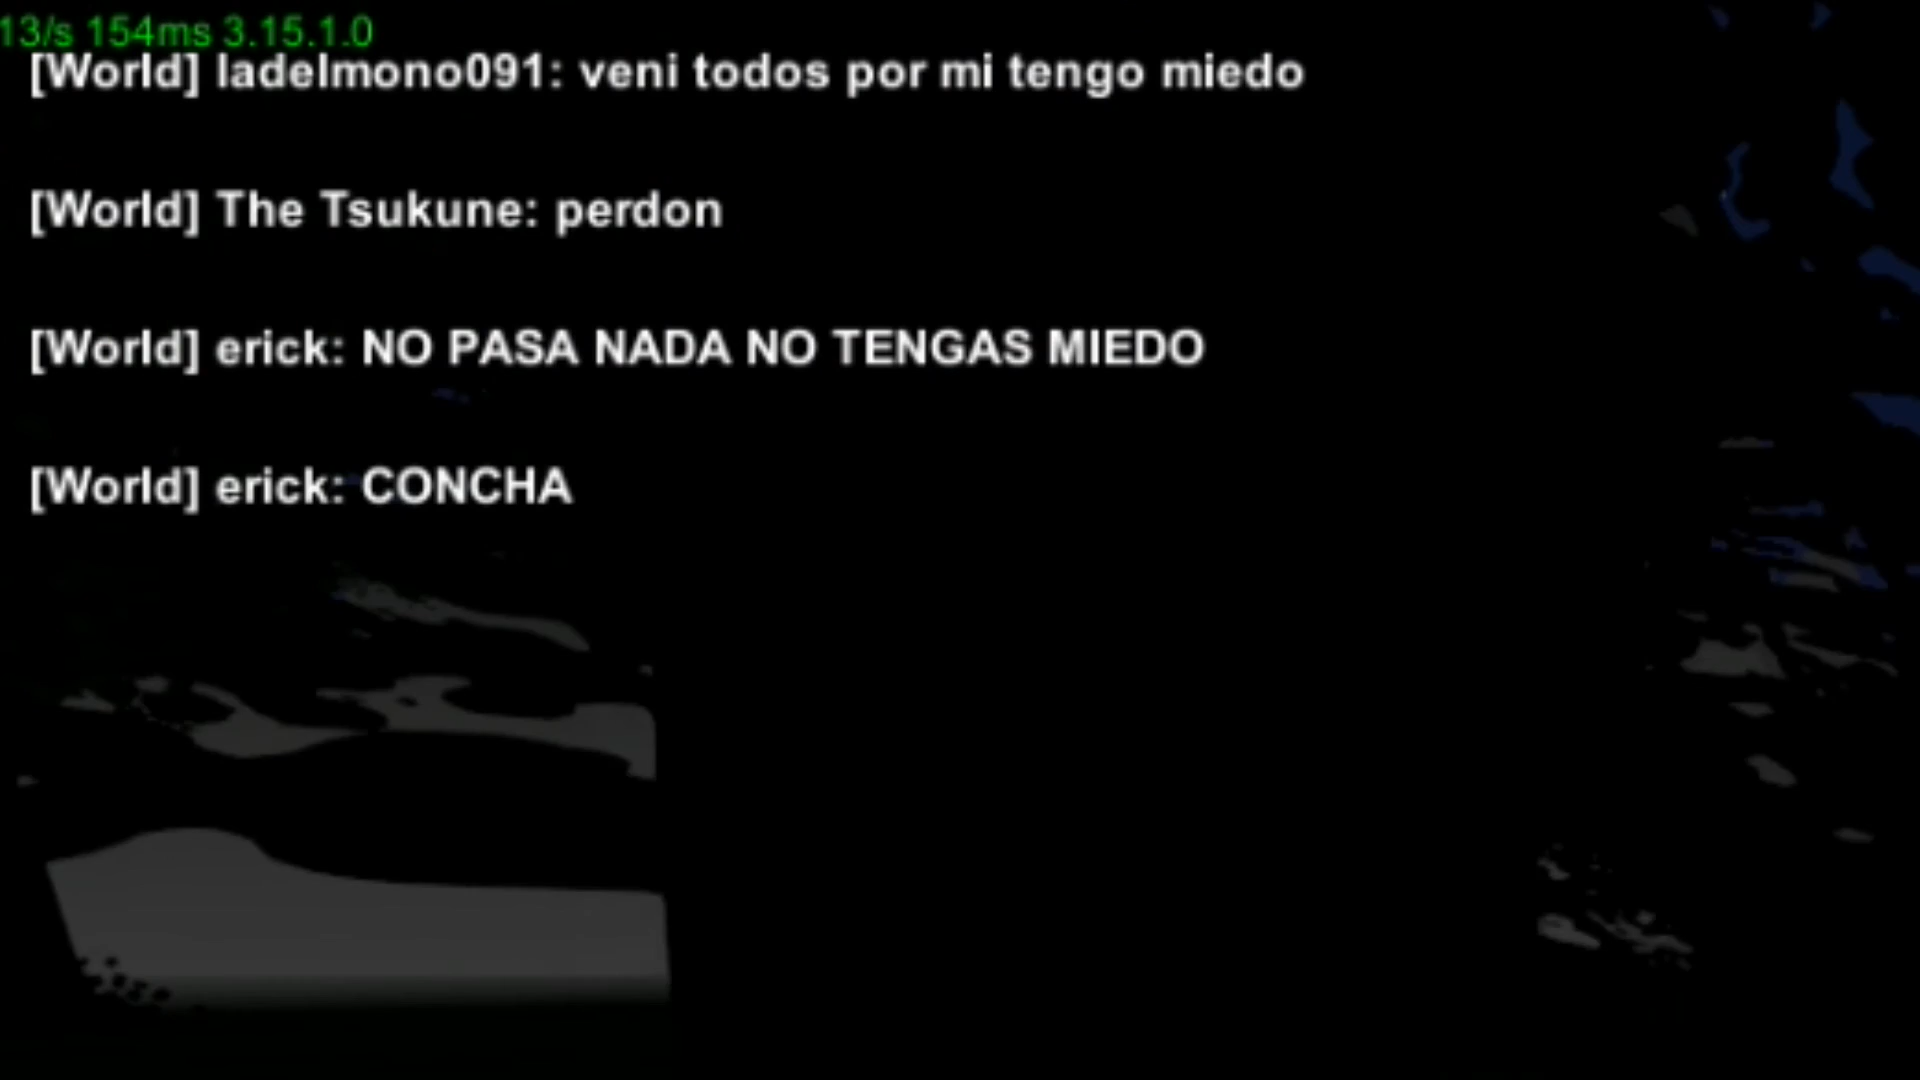 13/s 154ms 3.15.1.0
[World] ladelmono091: veni todos por mi tengo miedo
[World] The Tsukune: perdon
[World] erick: NO PASA NADA NO TENGAS MIEDO
[World] erick: CONCHA